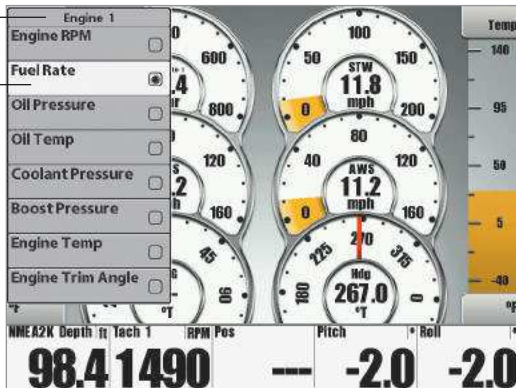 Engine 1
Engine RPM
Fuel Rate
Oil Pressure
Oil Temp
Coolant Pressure
Boost Pressure
Engine Temp
Engine Trim Angle
600
800
120
160
45
90
°T
50
100
150
0
200
STW
11.8
mph
40
80
120
0
160
AWS
11.2
mph
180
225
270
315
0
Hdg
267.0
°T
Temp
140
95
50
5
-40
°F
NMEA2K Depth ft
98.4
Tach 1 RPM
1490
Pos
---
Pitch °
-2.0
Roll °
-2.0